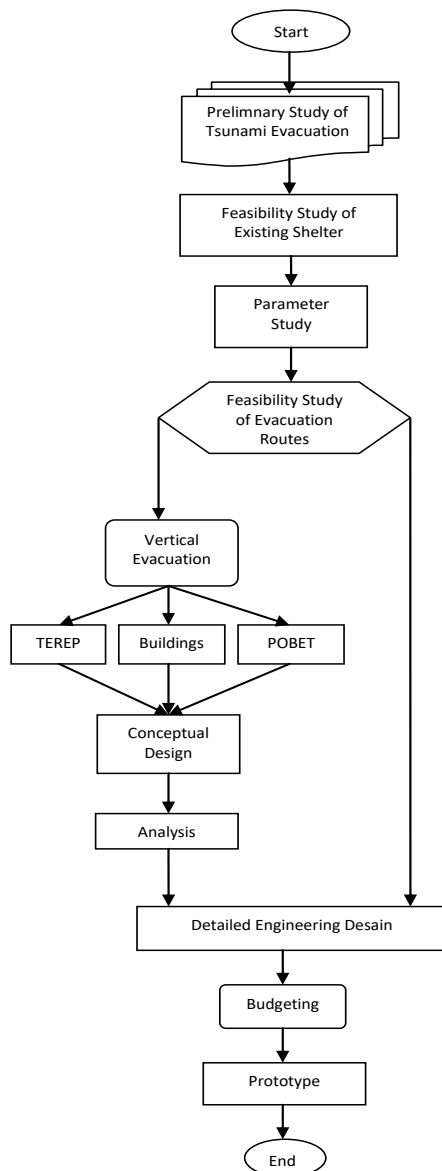 Start
Prelimnary Study of
Tsunami Evacuation
Feasibility Study of
Existing Shelter
Parameter
Study
Feasibility Study
of Evacuation
Routes
Vertical
Evacuation
TEREP
Buildings
POBET
Conceptual
Design
Analysis
Detailed Engineering Desain
Budgeting
Prototype
End